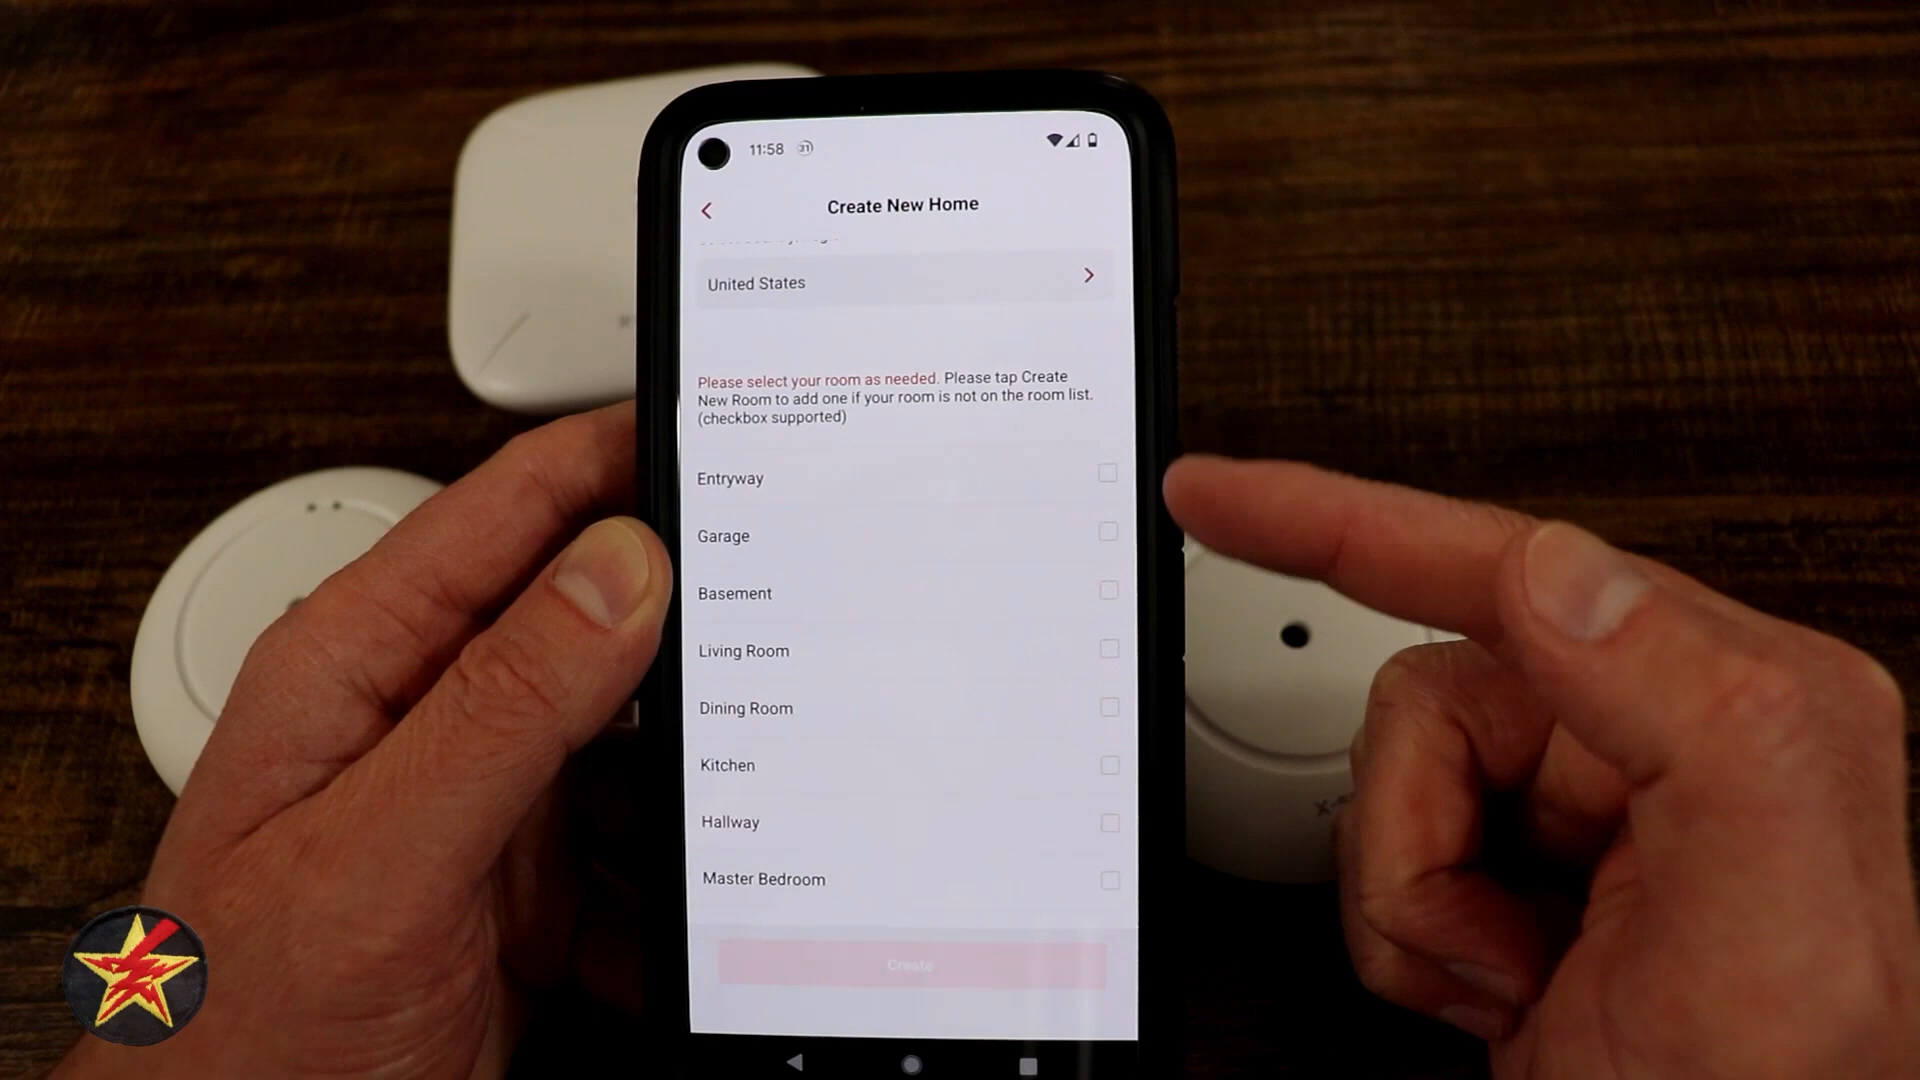 11:58 31
Create New Home
United States
Please select your room as needed. Please tap Create
New Room to add one if your room is not on the room list.
(checkbox supported)
Entryway
Garage
Basement
Living Room
Dining Room
Kitchen
Hallway
Master Bedroom
Create